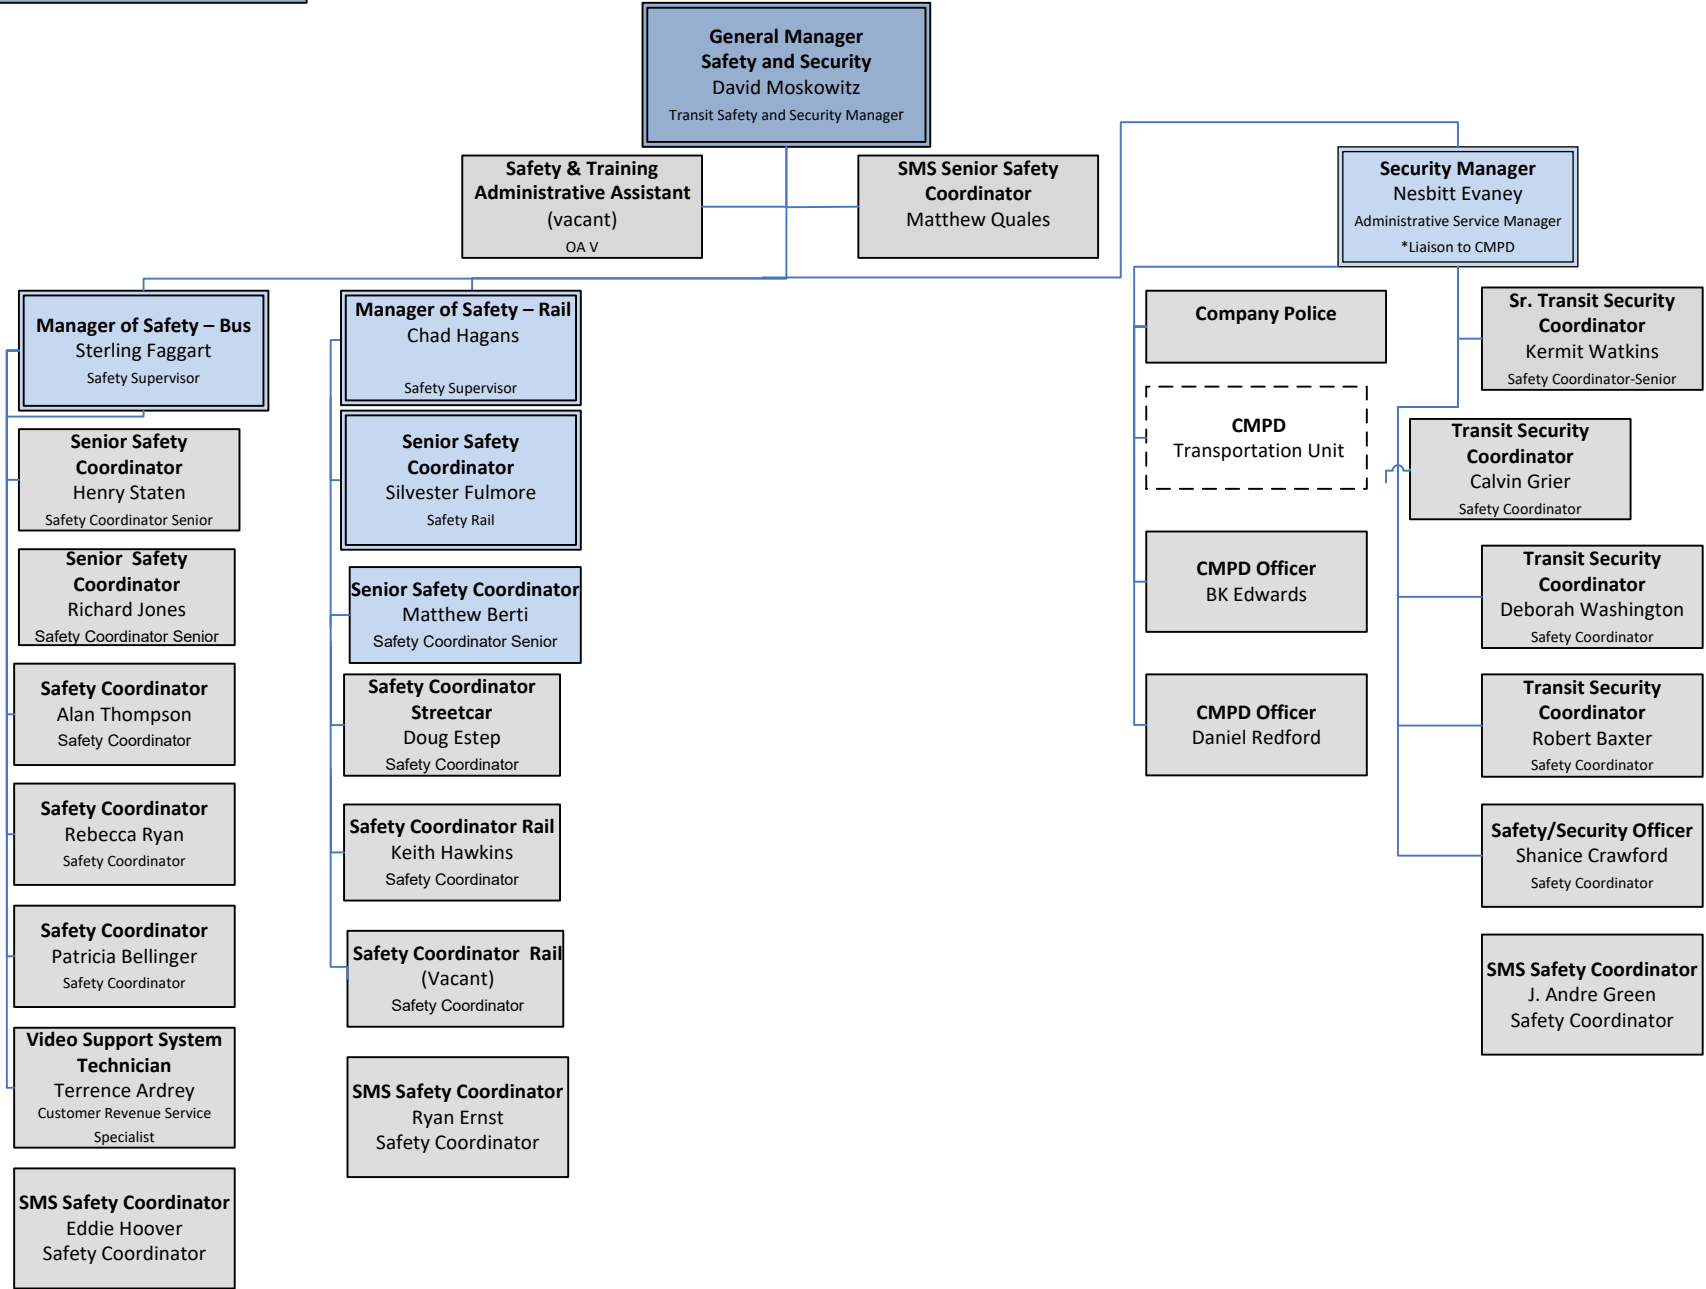 General Manager
Safety and Security
David Moskowitz
Transit Safety and Security Manager
Safety & Training
Administrative Assistant
(vacant)
OA V
SMS Senior Safety
Coordinator
Matthew Quales
Security Manager
Nesbitt Evaney
Administrative Service Manager
*Liaison to CMPD
Manager of Safety – Bus
Sterling Faggart
Safety Supervisor
Senior Safety
Coordinator
Henry Staten
Safety Coordinator Senior
Senior  Safety
Coordinator
Richard Jones
Safety Coordinator Senior
Safety Coordinator
Alan Thompson
Safety Coordinator
Safety Coordinator
Rebecca Ryan
Safety Coordinator
Safety Coordinator
Patricia Bellinger
Safety Coordinator
Video Support System
Technician
Terrence Ardrey
Customer Revenue Service
Specialist
SMS Safety Coordinator
Eddie Hoover
Safety Coordinator
Manager of Safety – Rail
Chad Hagans
Safety Supervisor
Senior Safety
Coordinator
Silvester Fulmore
Safety Rail
Senior Safety Coordinator
Matthew Berti
Safety Coordinator Senior
Safety Coordinator
Streetcar
Doug Estep
Safety Coordinator
Safety Coordinator Rail
Keith Hawkins
Safety Coordinator
Safety Coordinator  Rail
(Vacant)
Safety Coordinator
SMS Safety Coordinator
Ryan Ernst
Safety Coordinator
Company Police
CMPD
Transportation Unit
CMPD Officer
BK Edwards
CMPD Officer
Daniel Redford
Sr. Transit Security
Coordinator
Kermit Watkins
Safety Coordinator-Senior
Transit Security
Coordinator
Calvin Grier
Safety Coordinator
Transit Security
Coordinator
Deborah Washington
Safety Coordinator
Transit Security
Coordinator
Robert Baxter
Safety Coordinator
Safety/Security Officer
Shanice Crawford
Safety Coordinator
SMS Safety Coordinator
J. Andre Green
Safety Coordinator